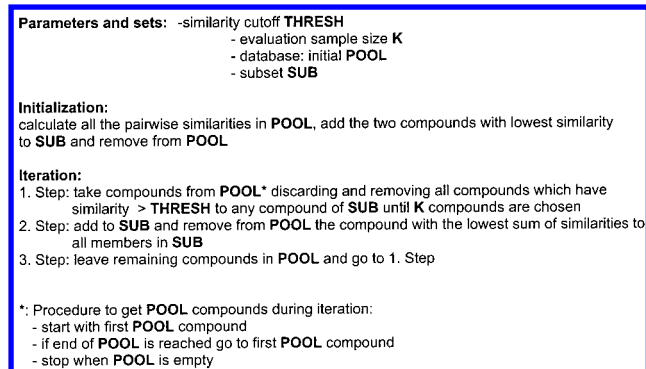 Parameters and sets: -similarity cutoff THRESH
- evaluation sample size K
- database: initial POOL
- subset SUB
Initialization:
calculate all the pairwise similarities in POOL, add the two compounds with lowest similarity
to SUB and remove from POOL
Iteration:
1. Step: take compounds from POOL* discarding and removing all compounds which have
similarity > THRESH to any compound of SUB until K compounds are chosen
2. Step: add to SUB and remove from POOL the compound with the lowest sum of similarities to
all members in SUB
3. Step: leave remaining compounds in POOL and go to 1. Step
*: Procedure to get POOL compounds during iteration:
- start with first POOL compound
- if end of POOL is reached go to first POOL compound
- stop when POOL is empty